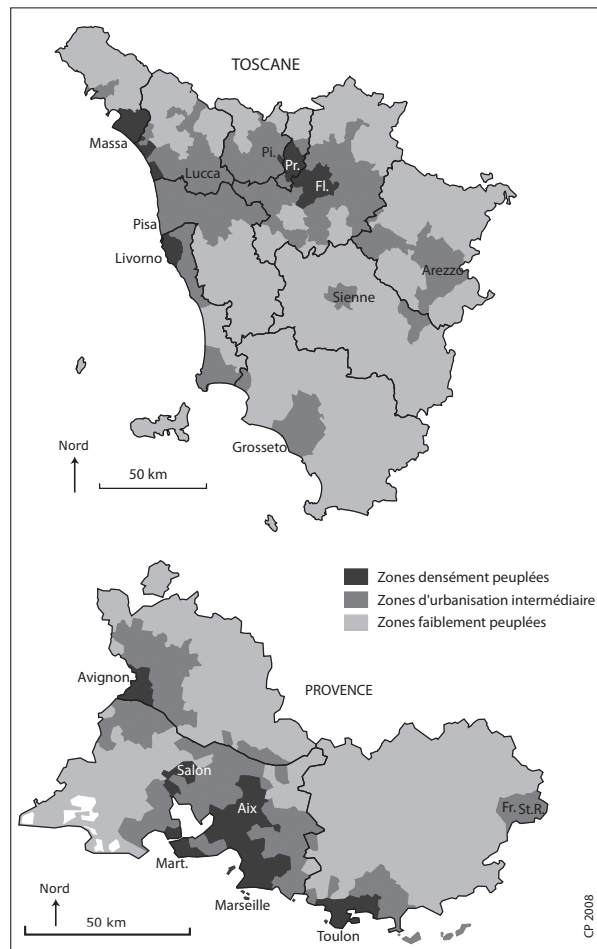 TOSCANE
Massa
Lucca
Pi.
Pr.
Fl.
Pisa
Livorno
Arezzo
Sienne
Grosseto
Nord
50 km
Zones densément peuplées
Zones d'urbanisation intermédiaire
Zones faiblement peuplées
Avignon
PROVENCE
Salon
Aix
Fr. St.R.
Mart.
Marseille
Toulon
Nord
50 km
CP 2008